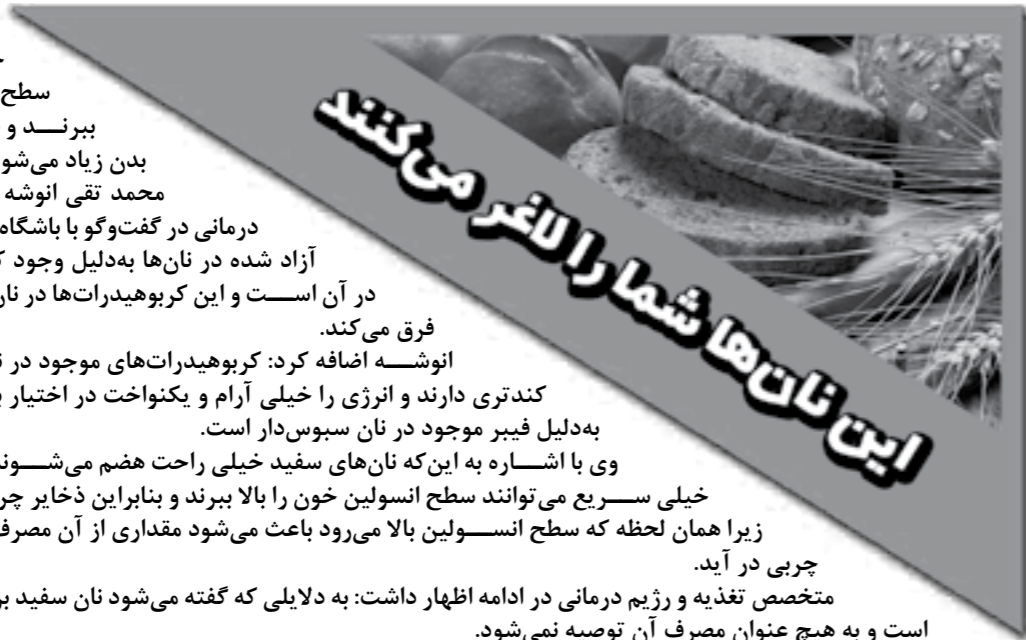 این نان‌ها شما را لاغر می‌کنند
سطح
ببرنـــد و
بدن زیاد می‌شو
محمد تقی انوشه
درمانی در گفت‌وگو با باشگاه
آزاد شده در نان‌ها به‌دلیل وجود ک
در آن اســـت و این کربوهیدرات‌ها در نان
فرق می‌کند.
انوشـــه اضافه کرد: کربوهیدرات‌های موجود در ن
کندتری دارند و انرژی را خیلی آرام و یکنواخت در اختیار ب
به‌دلیل فیبر موجود در نان سبوس‌دار است.
وی با اشـــاره به این‌که نان‌های سفید خیلی راحت هضم می‌شـــوند
خیلی ســـریع می‌توانند سطح انسولین خون را بالا ببرند و بنابراین ذخایر چر
زیرا همان لحظه که سطح انســـولین بالا می‌رود باعث می‌شود مقداری از آن مصرف
چربی در آید.
متخصص تغذیه و رژیم درمانی در ادامه اظهار داشت: به دلایلی که گفته می‌شود نان سفید بر
است و به هیچ عنوان مصرف آن توصیه نمی‌شود.